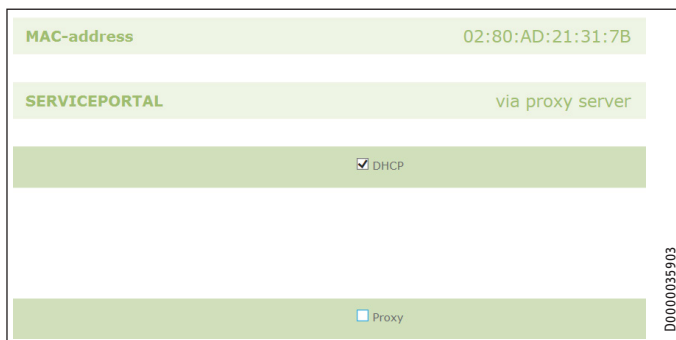 MAC-address 02:80:AD:21:31:7B
SERVICEPORTAL via proxy server
DHCP
Proxy
D0000035903